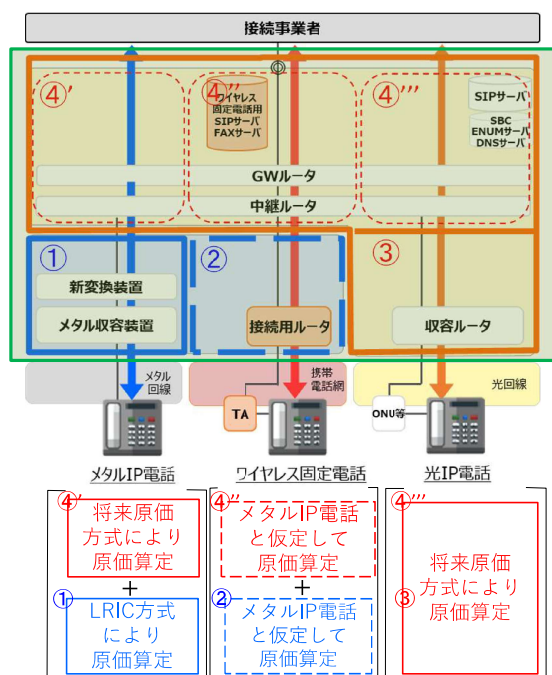 接続事業者
④'
④''
④'''
ワイヤレス
固定電話用
SIPサーバ
FAXサーバ
SIPサーバ
SBC
ENUMサーバ
DNSサーバ
GWルータ
中継ルータ
①
②
③
新変換装置
メタル収容装置
接続用ルータ
収容ルータ
メタル
回線
携帯
電話網
光回線
TA
ONU等
メタルIP電話
ワイヤレス固定電話
光IP電話
④'
将来原価
方式により
原価算定
+
①
LRIC方式
により
原価算定
④''
メタルIP電話
と仮定して
原価算定
+
②
メタルIP電話
と仮定して
原価算定
④'''
③
将来原価
方式により
原価算定